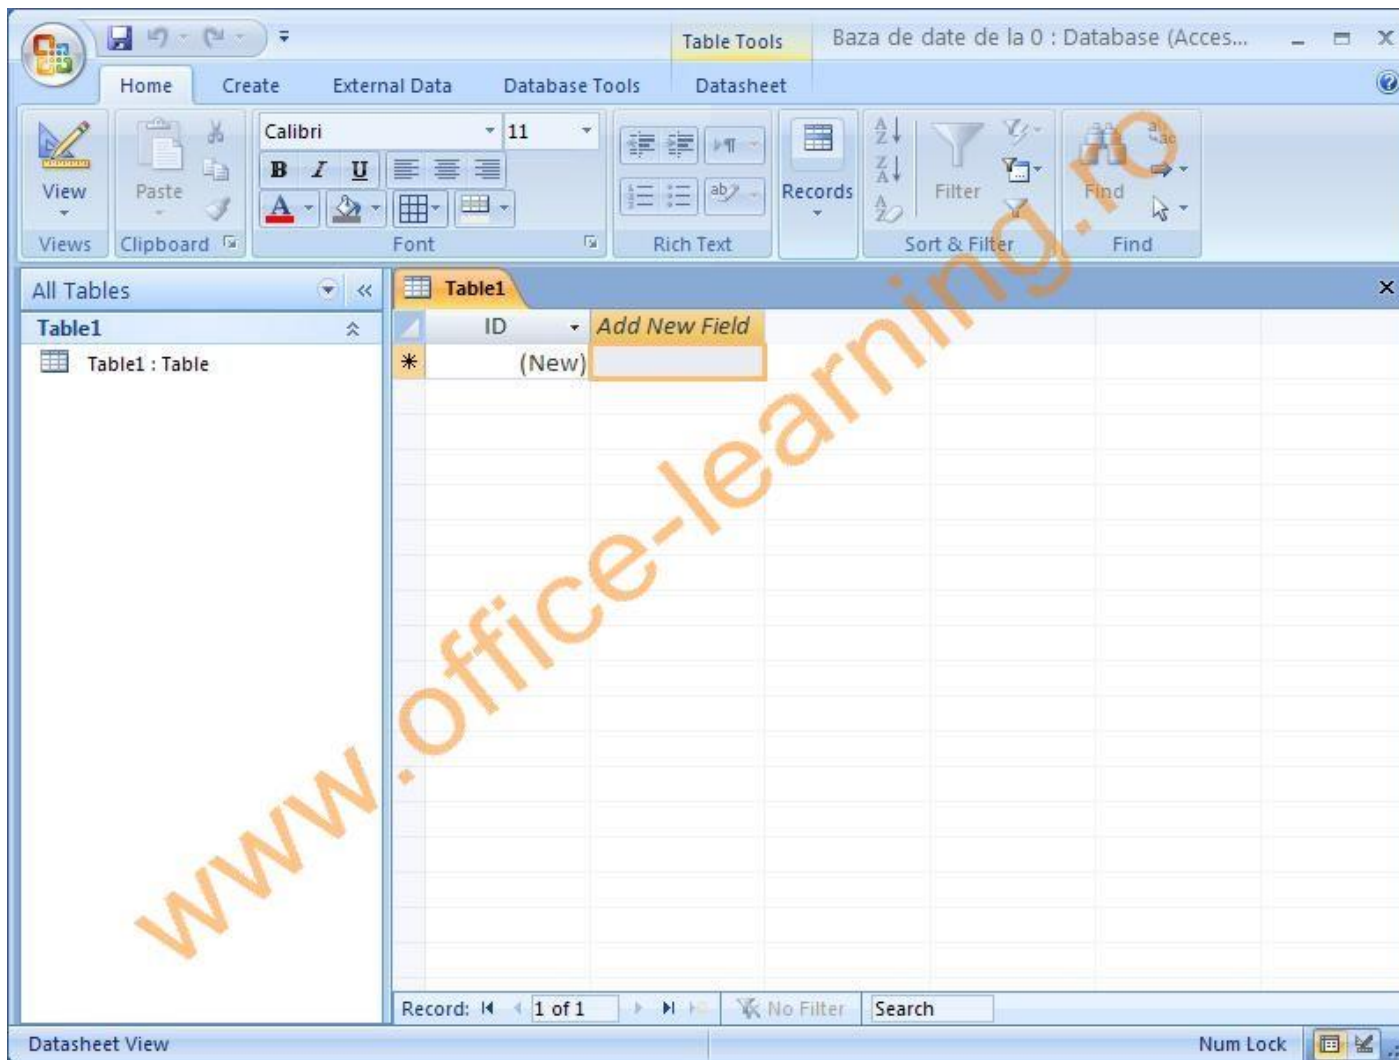 Table Tools
Baza de date de la 0 : Database (Acces...
Home
Create
External Data
Database Tools
Datasheet
View
Views
Paste
Clipboard
Calibri
11
B I U
A
Font
ab
Rich Text
Records
A
Z
Z
A
A
Z
Filter
Sort & Filter
Find
Find
All Tables
Table1
Table1 : Table
Table1
ID
Add New Field
(New)
Record:
1 of 1
No Filter
Search
Datasheet View
Num Lock
www.office-learning.ro